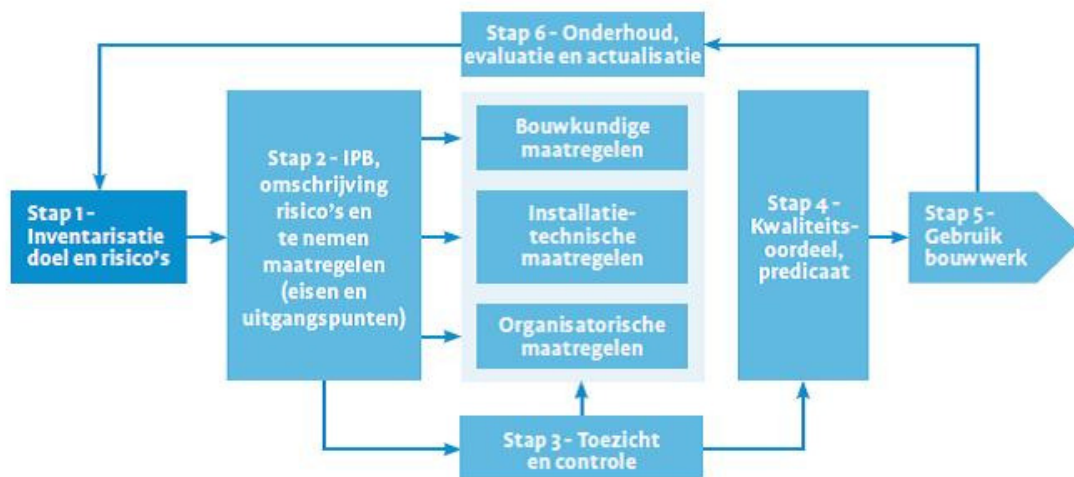 Stap 6 - Onderhoud,
evaluatie en actualisatie
Stap 1 -
Inventarisatie
doel en risico's
Stap 2 - IPB,
omschrijving
risico's en
te nemen
maatregelen
(eisen en
uitgangspunten)
Bouwkundige
maatregelen
Installatie-
technische
maatregelen
Organisatorische
maatregelen
Stap 3 - Toezicht
en controle
Stap 4 -
Kwaliteits-
oordeel,
predicaat
Stap 5 -
Gebruik
bouwwerk